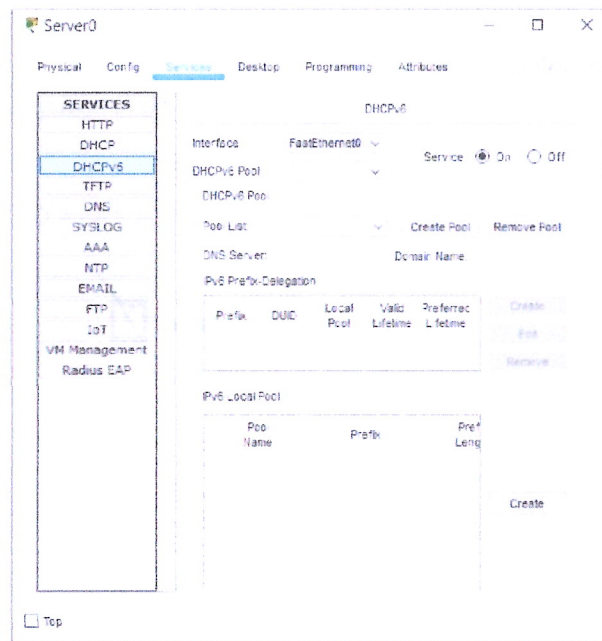 Server0
Physical Config Services Desktop Programming Attributes
SERVICES
HTTP
DHCP
DHCPv6
TFTP
DNS
SYSLOG
AAA
NTP
EMAIL
FTP
IoT
VM Management
Radius EAP
DHCPv6
Interface FastEthernet0 Service On Off
DHCPv6 Pool
DHCPv6 Pool
Pool List Create Pool Remove Pool
DNS Server: Domain Name
IPv6 Prefix-Delegation
Prefix DUID Local Pool Valid Lifetime Preferred Lifetime
Create
Edit
Remove
IPv6 Local Pool
Pool Name Prefix Pref Leng
Create
Top